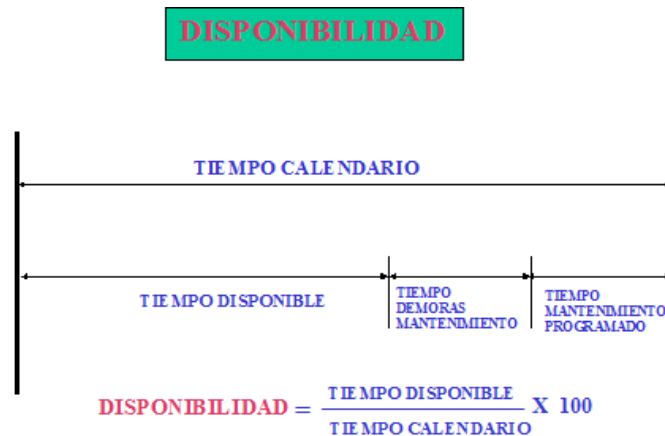 DISPONIBILIDAD
TIEMPO CALENDARIO
TIEMPO DISPONIBLE
TIEMPO
DEMORAS
MANTENIMIENTO
TIEMPO
MANTENIMIENTO
PROGRAMADO
DISPONIBILIDAD = TIEMPO DISPONIBLE X 100
TIEMPO CALENDARIO